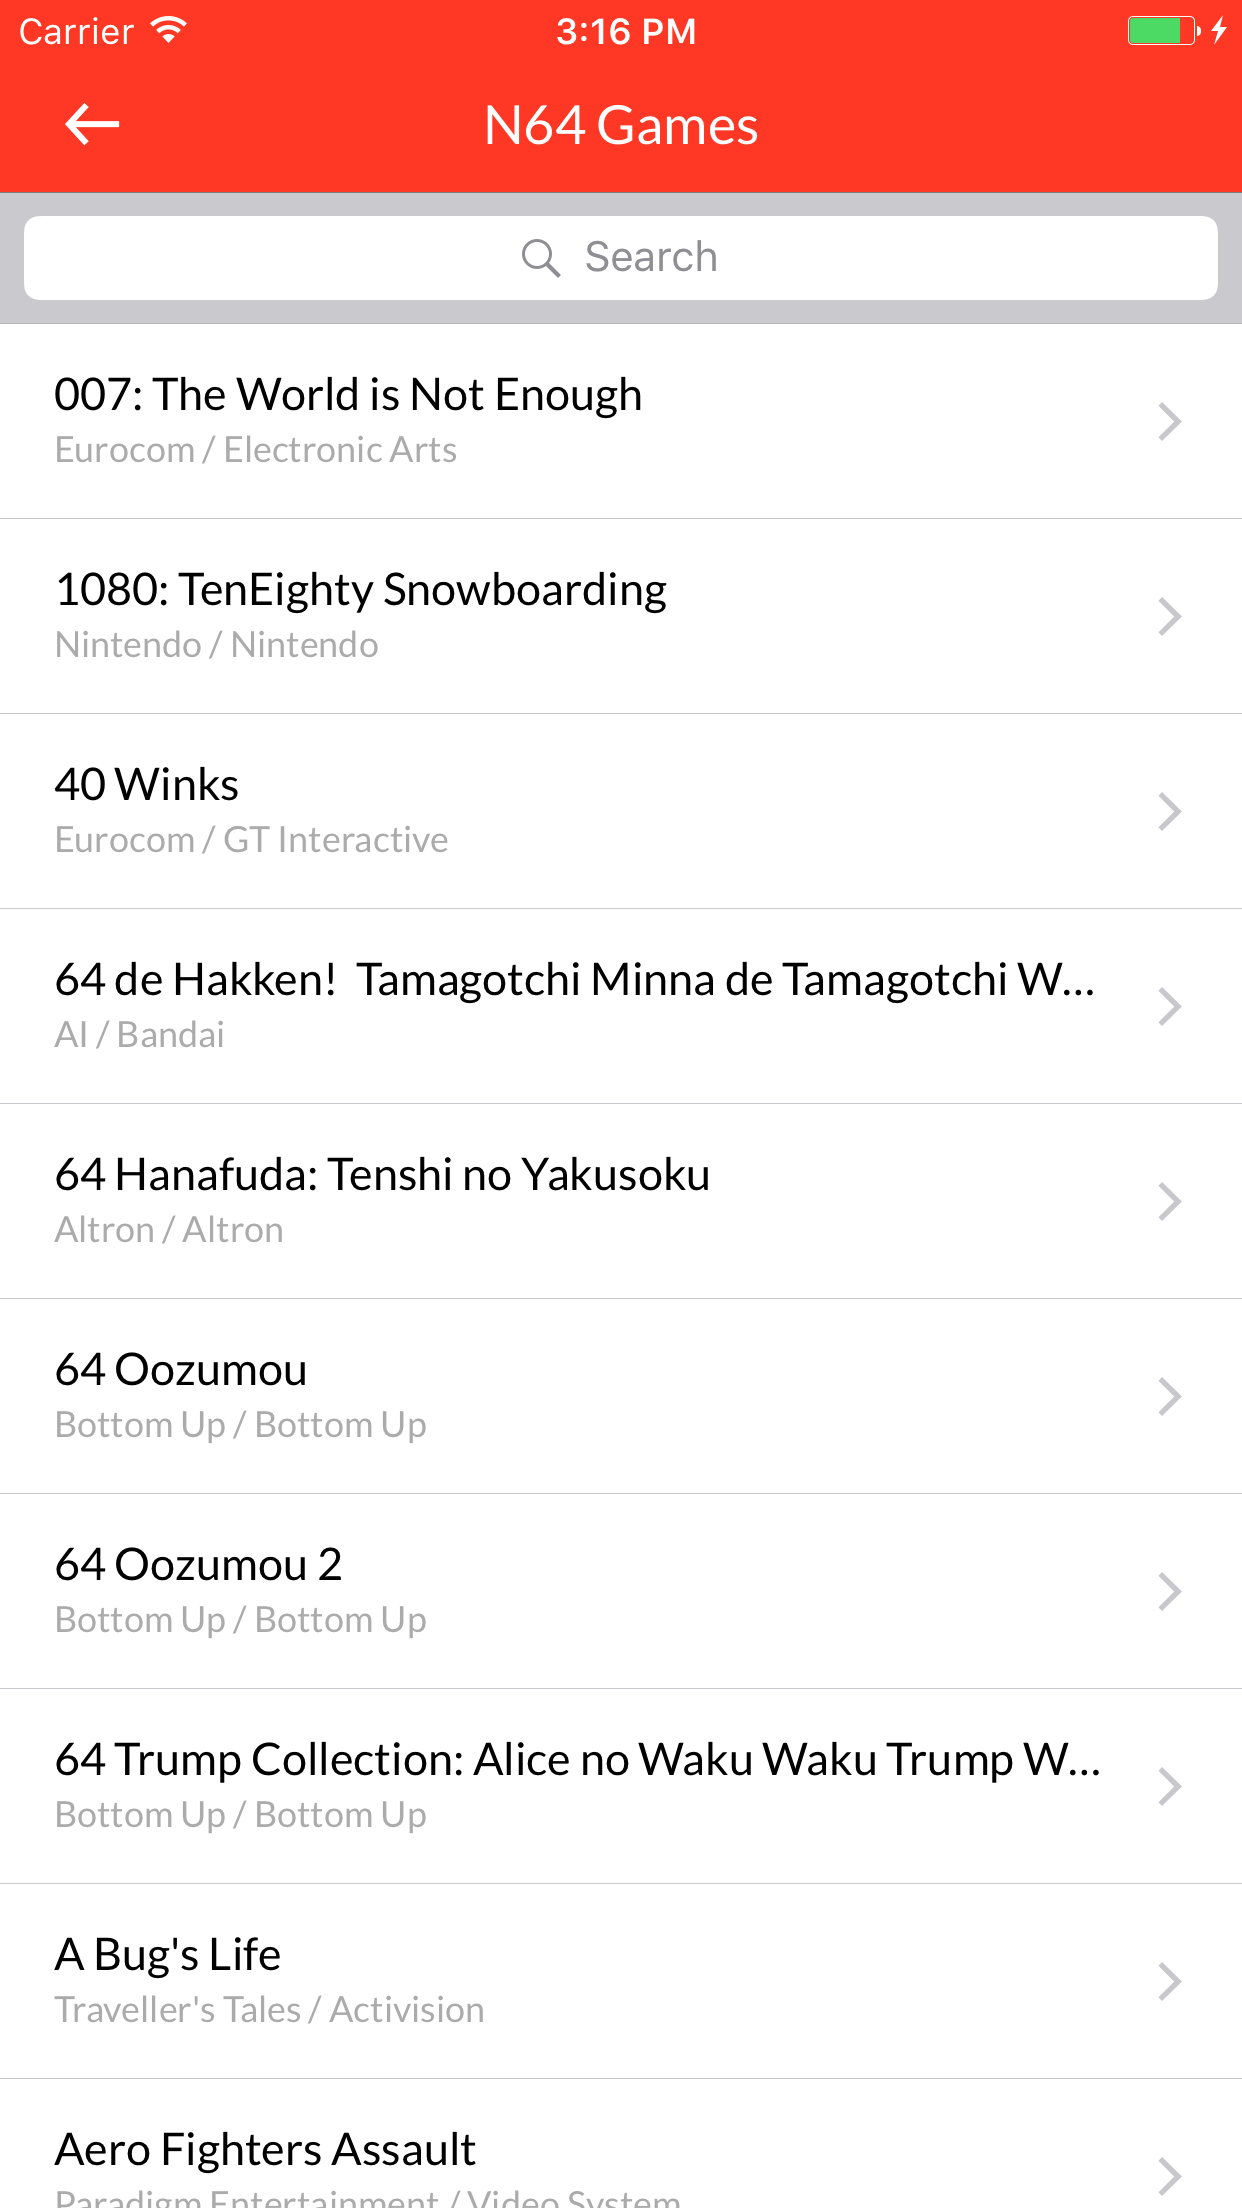 Carrier 3:16 PM
N64 Games
Search
007: The World is Not Enough
Eurocom / Electronic Arts
1080: TenEighty Snowboarding
Nintendo / Nintendo
40 Winks
Eurocom / GT Interactive
64 de Hakken!  Tamagotchi Minna de Tamagotchi W...
AI / Bandai
64 Hanafuda: Tenshi no Yakusoku
Altron / Altron
64 Oozumou
Bottom Up / Bottom Up
64 Oozumou 2
Bottom Up / Bottom Up
64 Trump Collection: Alice no Waku Waku Trump W...
Bottom Up / Bottom Up
A Bug's Life
Traveller's Tales / Activision
Aero Fighters Assault
Paradigm Entertainment / Video System